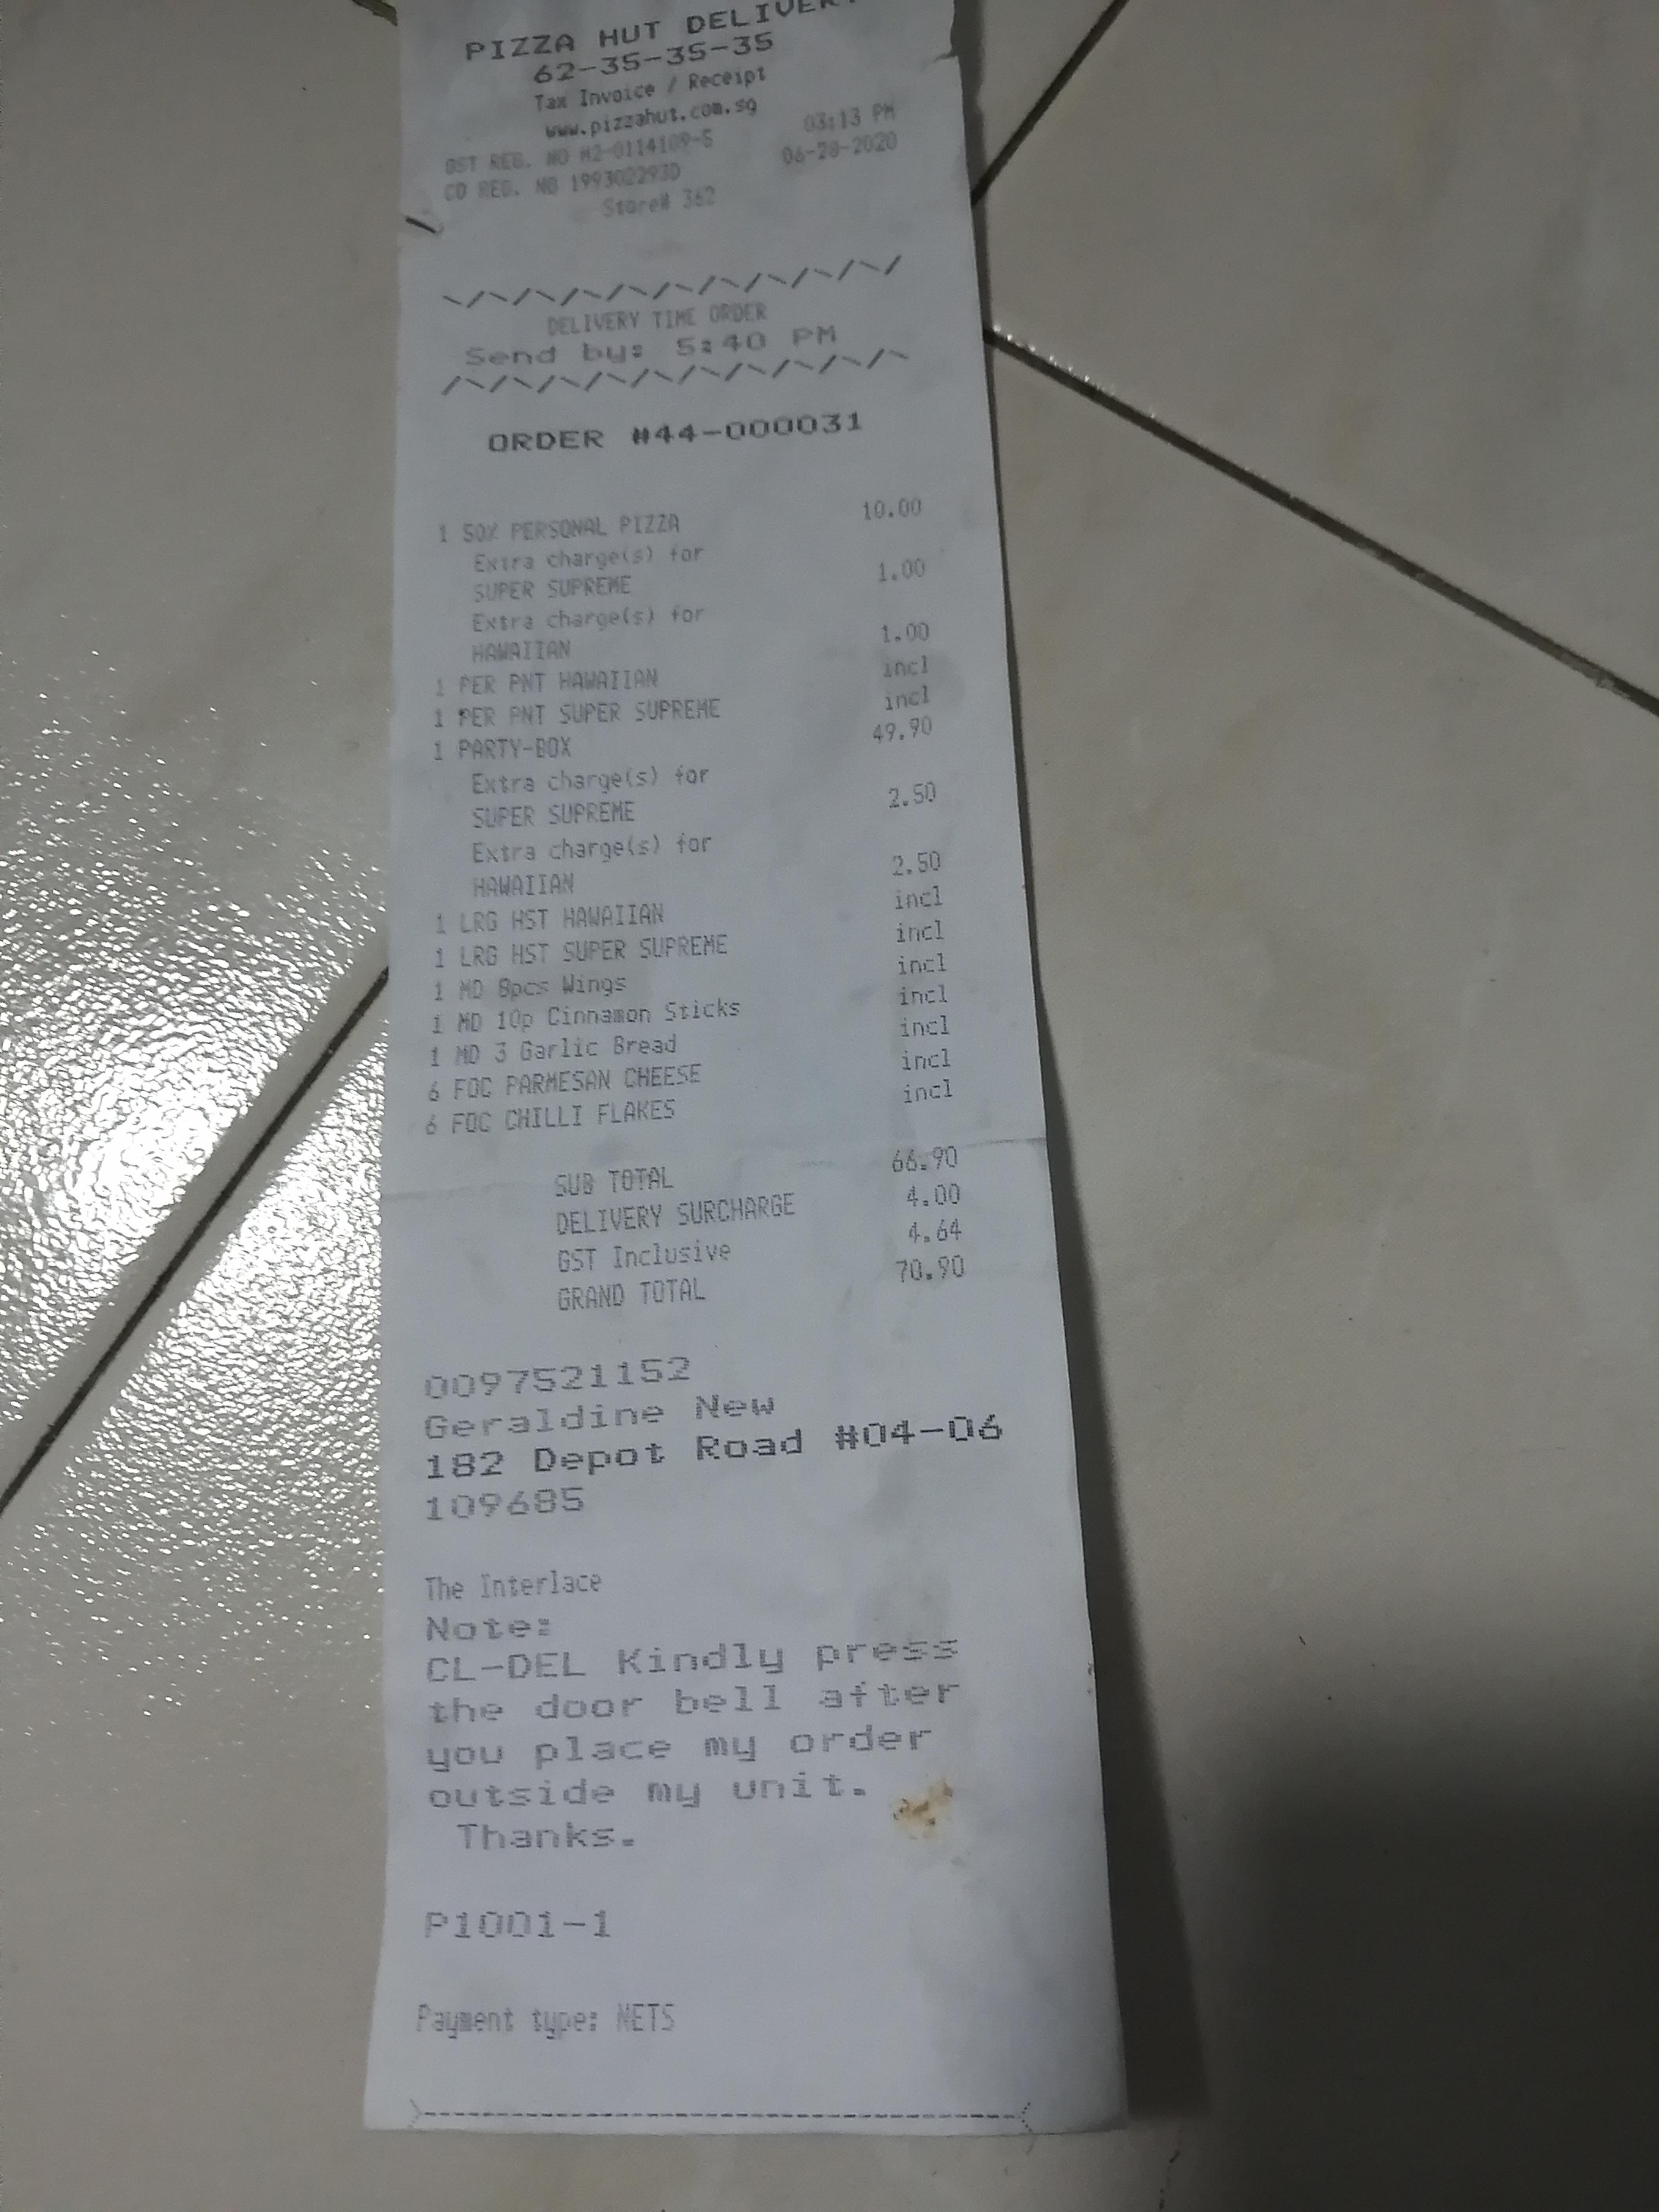 PIZZA HUT DELIVERY
62-35-35-35
Tax Invoice / Receipt
www.pizzahut.com.sg
GST REG. NO M2-0114109-5 03:13 PM
CO REG. NO 199302293D 06-28-2020
Store# 362
DELIVERY TIME ORDER
Send by: 5:40 PM
ORDER #44-000031
1 50% PERSONAL PIZZA 10.00
Extra charge(s) for
SUPER SUPREME 1.00
Extra charge(s) for
HAWAIIAN 1.00
1 PER PNT HAWAIIAN incl
1 PER PNT SUPER SUPREME incl
1 PARTY-BOX 49.90
Extra charge(s) for
SUPER SUPREME 2.50
Extra charge(s) for
HAWAIIAN 2.50
1 LRG HST HAWAIIAN incl
1 LRG HST SUPER SUPREME incl
1 MD 8pcs Wings incl
1 MD 10p Cinnamon Sticks incl
1 MD 3 Garlic Bread incl
6 FOC PARMESAN CHEESE incl
6 FOC CHILLI FLAKES incl
SUB TOTAL 66.90
DELIVERY SURCHARGE 4.00
GST Inclusive 4.64
GRAND TOTAL 70.90
0097521152
Geraldine New
182 Depot Road #04-06
109685
The Interlace
Note:
CL-DEL Kindly press
the door bell after
you place my order
outside my unit.
Thanks.
P1001-1
Payment type: NETS